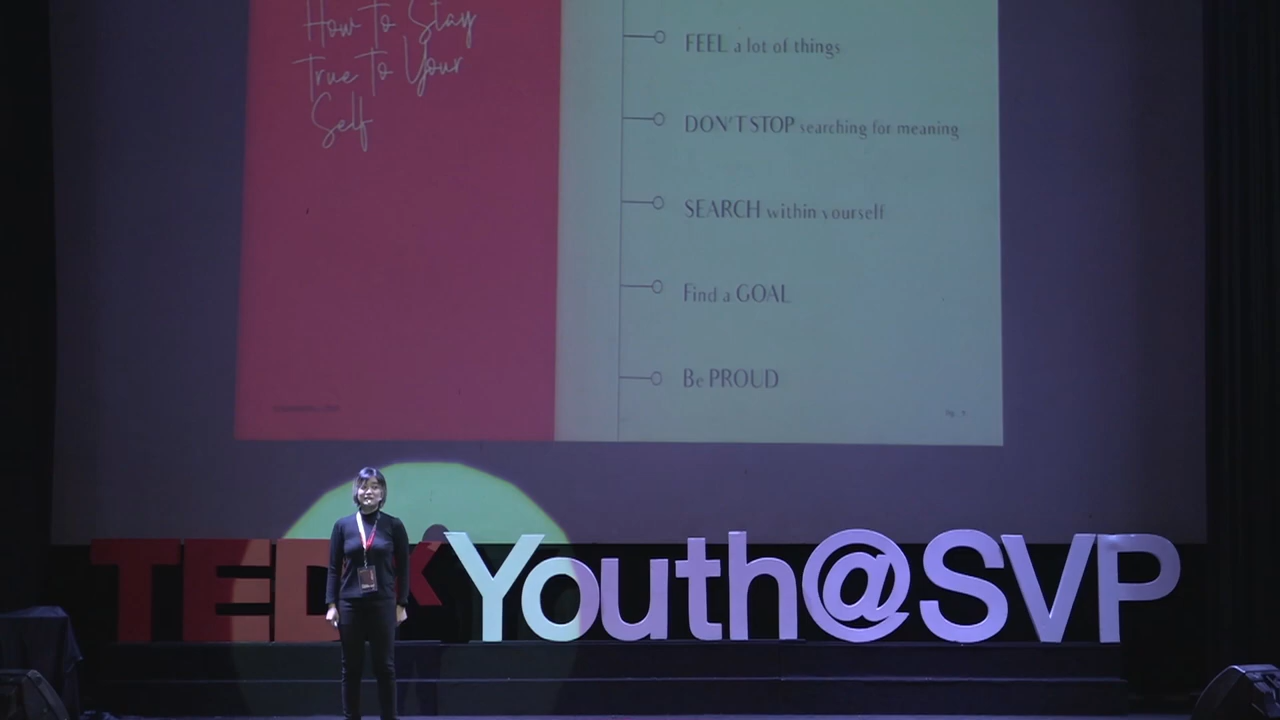 How To Stay
True To Your
Self
FEEL a lot of things
DON'T STOP searching for meaning
SEARCH within yourself
Find a GOAL
Be PROUD
TEDxYouth@SVP